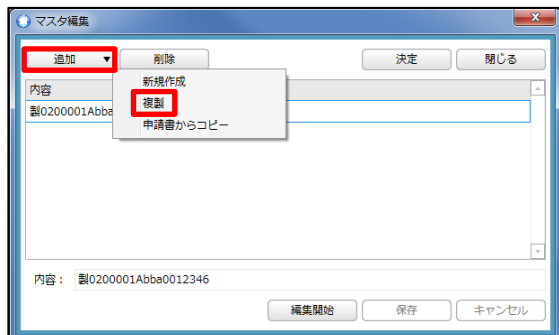 マスタ編集
追加 ▼ 削除 決定 閉じる
新規作成
内容
複製
製0200001Abba
申請書からコピー
内容： 製0200001Abba0012346
編集開始 保存 キャンセル